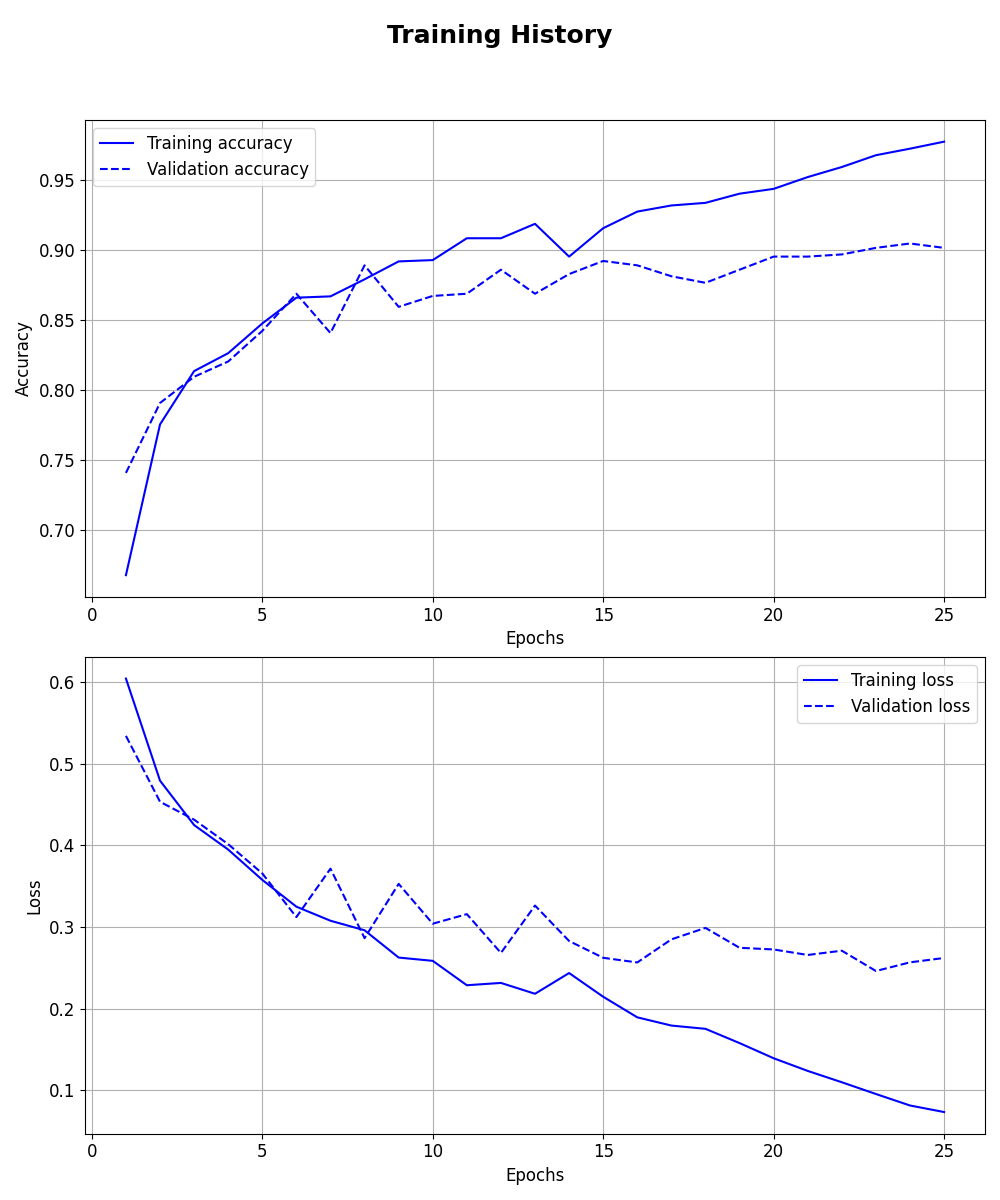 Training History
Training accuracy
Validation accuracy
0.95
0.90
0.85
0.80
0.75
0.70
Accuracy
0 5 10 15 20 25
Epochs
Training loss
Validation loss
0.6
0.5
0.4
0.3
0.2
0.1
Loss
0 5 10 15 20 25
Epochs